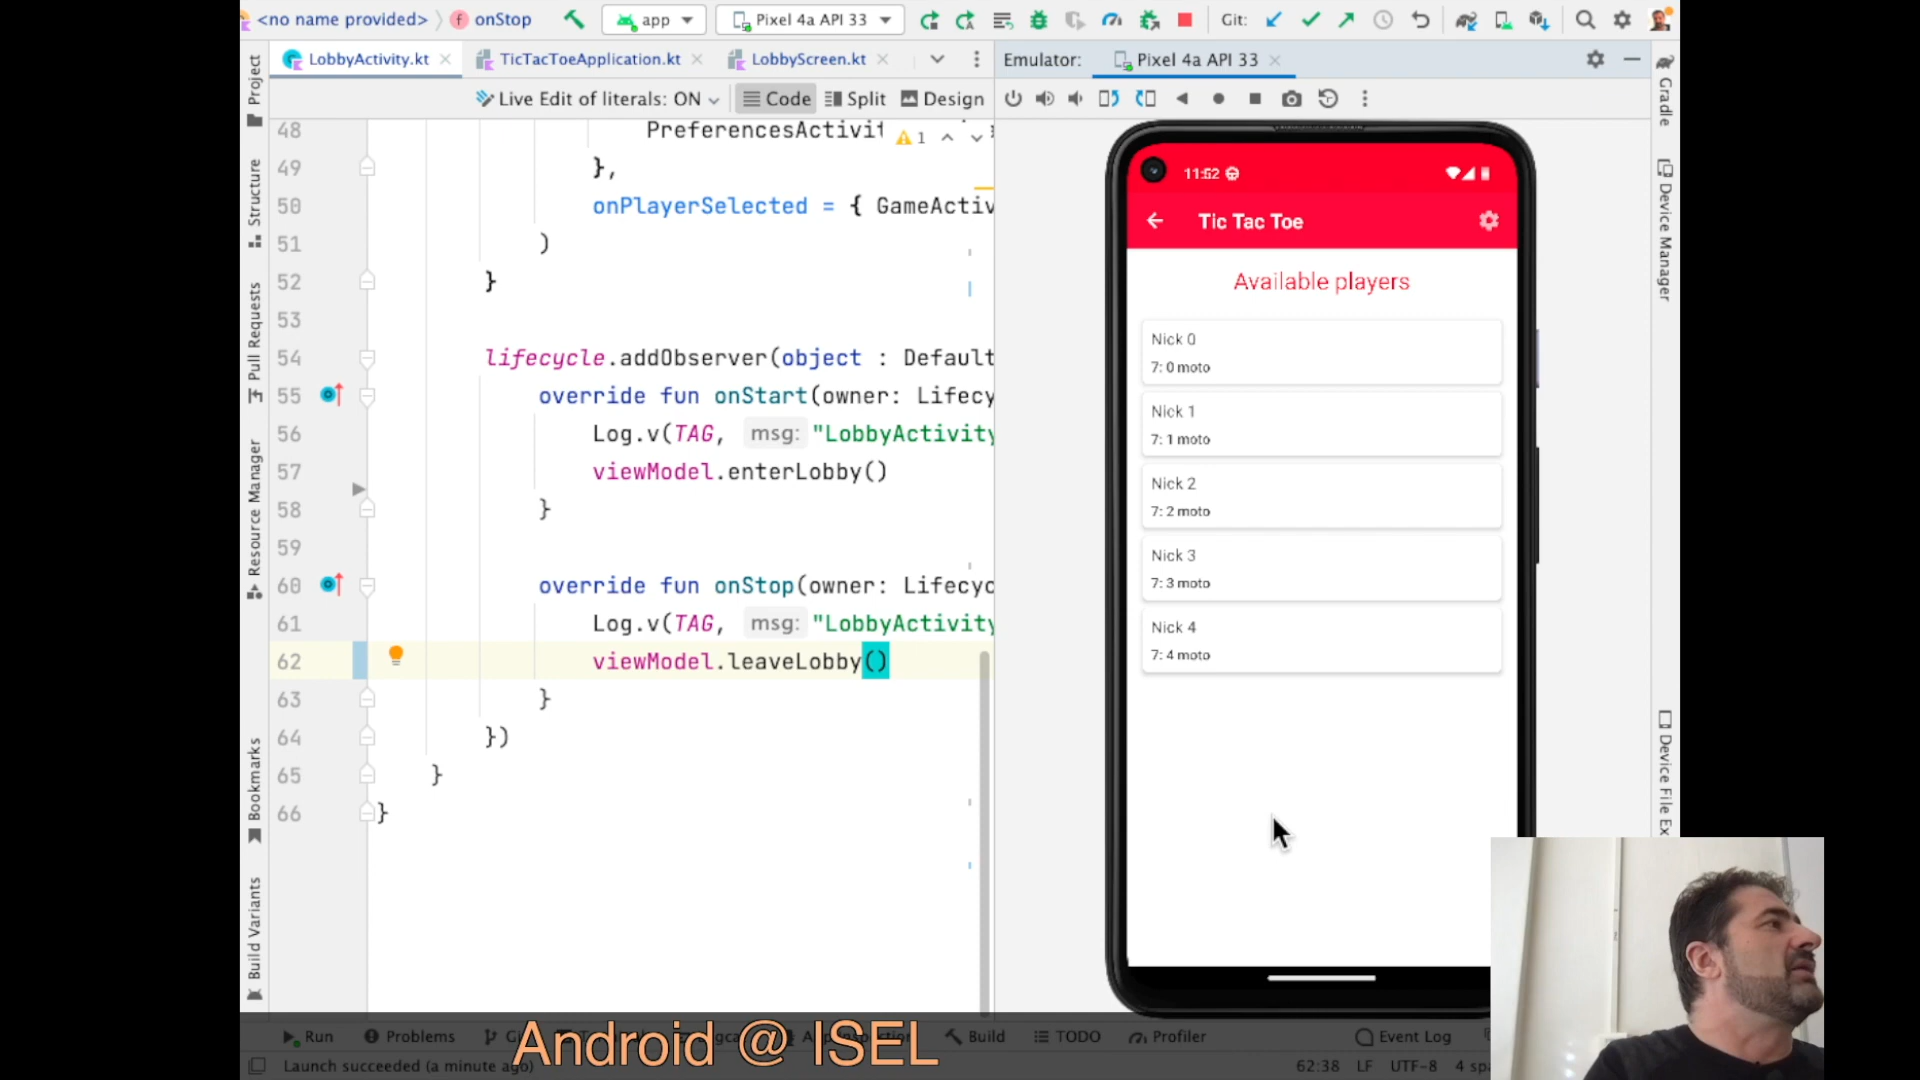 <no name provided> onStop app Pixel 4a API 33 Git:
LobbyActivity.kt TicTacToeApplication.kt LobbyScreen.kt
Emulator: Pixel 4a API 33
Live Edit of literals: ON Code Split Design
Project
Structure
Pull Requests
Resource Manager
Bookmarks
Build Variants
48 PreferencesActivit 1
49 },
50 onPlayerSelected = { GameActiv
51 )
52 }
53
54 lifecycle.addObserver(object : Default
55 override fun onStart(owner: Lifecy
56 Log.v(TAG, msg: "LobbyActivity
57 viewModel.enterLobby()
58 }
59
60 override fun onStop(owner: Lifecyc
61 Log.v(TAG, msg: "LobbyActivity
62 viewModel.leaveLobby()
63 }
64 })
65 }
66 }
11:52
Tic Tac Toe
Available players
Nick 0
7: 0 moto
Nick 1
7: 1 moto
Nick 2
7: 2 moto
Nick 3
7: 3 moto
Nick 4
7: 4 moto
Gradle
Device Manager
Device File Ex
Run Problems Build TODO Profiler Event Log
Android @ ISEL
Launch succeeded (a minute ago) 62:38 LF UTF-8